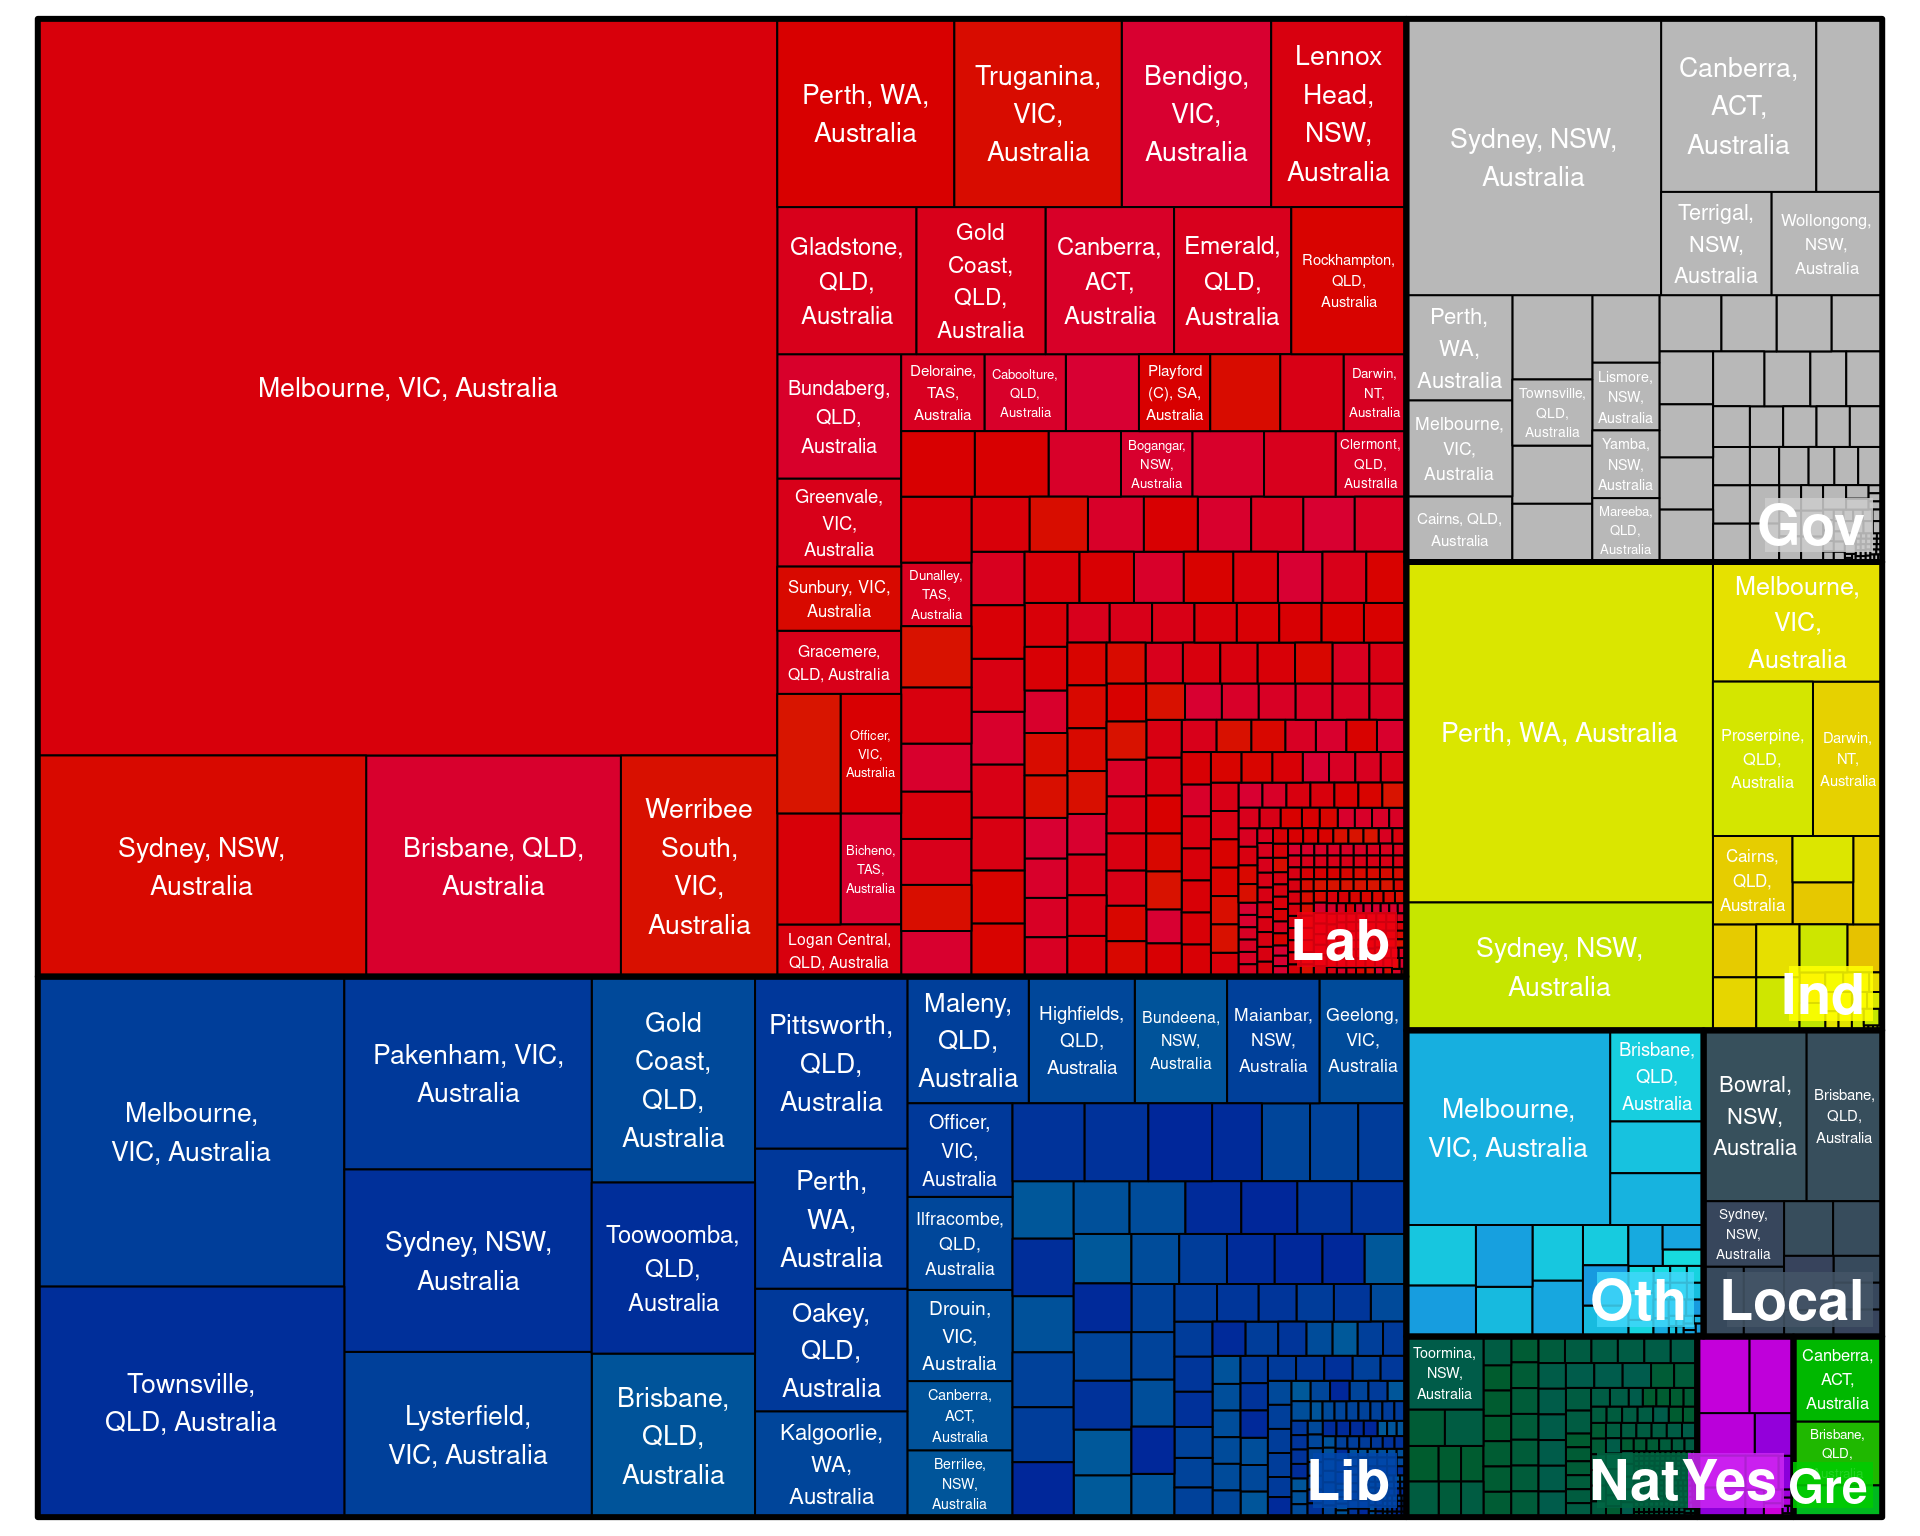 Melbourne, VIC, Australia
Sydney, NSW,
Australia
Brisbane, QLD,
Australia
Werribee
South,
VIC,
Australia
Perth, WA,
Australia
Truganina,
VIC,
Australia
Bendigo,
VIC,
Australia
Lennox
Head,
NSW,
Australia
Gladstone,
QLD,
Australia
Gold
Coast,
QLD,
Australia
Canberra,
ACT,
Australia
Emerald,
QLD,
Australia
Rockhampton,
QLD,
Australia
Bundaberg,
QLD,
Australia
Greenvale,
VIC,
Australia
Sunbury, VIC,
Australia
Gracemere,
QLD, Australia
Officer,
VIC,
Australia
Bicheno,
TAS,
Australia
Logan Central,
QLD, Australia
Deloraine,
TAS,
Australia
Caboolture,
QLD,
Australia
Playford
(C), SA,
Australia
Darwin,
NT,
Australia
Bogangar,
NSW,
Australia
Clermont,
QLD,
Australia
Dunalley,
TAS,
Australia
Lab
Sydney, NSW,
Australia
Canberra,
ACT,
Australia
Terrigal,
NSW,
Australia
Wollongong,
NSW,
Australia
Perth,
WA,
Australia
Melbourne,
VIC,
Australia
Cairns, QLD,
Australia
Townsville,
QLD,
Australia
Lismore,
NSW,
Australia
Yamba,
NSW,
Australia
Mareeba,
QLD,
Australia
Gov
Perth, WA, Australia
Sydney, NSW,
Australia
Melbourne,
VIC,
Australia
Proserpine,
QLD,
Australia
Darwin,
NT,
Australia
Cairns,
QLD,
Australia
Ind
Melbourne,
VIC, Australia
Townsville,
QLD, Australia
Pakenham, VIC,
Australia
Sydney, NSW,
Australia
Lysterfield,
VIC, Australia
Gold
Coast,
QLD,
Australia
Toowoomba,
QLD,
Australia
Brisbane,
QLD,
Australia
Pittsworth,
QLD,
Australia
Perth,
WA,
Australia
Oakey,
QLD,
Australia
Kalgoorlie,
WA,
Australia
Maleny,
QLD,
Australia
Highfields,
QLD,
Australia
Bundeena,
NSW,
Australia
Maianbar,
NSW,
Australia
Geelong,
VIC,
Australia
Officer,
VIC,
Australia
Ilfracombe,
QLD,
Australia
Drouin,
VIC,
Australia
Canberra,
ACT,
Australia
Berrilee,
NSW,
Australia
Lib
Melbourne,
VIC, Australia
Brisbane,
QLD,
Australia
Oth
Bowral,
NSW,
Australia
Brisbane,
QLD,
Australia
Sydney,
NSW,
Australia
Local
Toormina,
NSW,
Australia
Nat
Yes
Canberra,
ACT,
Australia
Brisbane,
QLD,
Gre